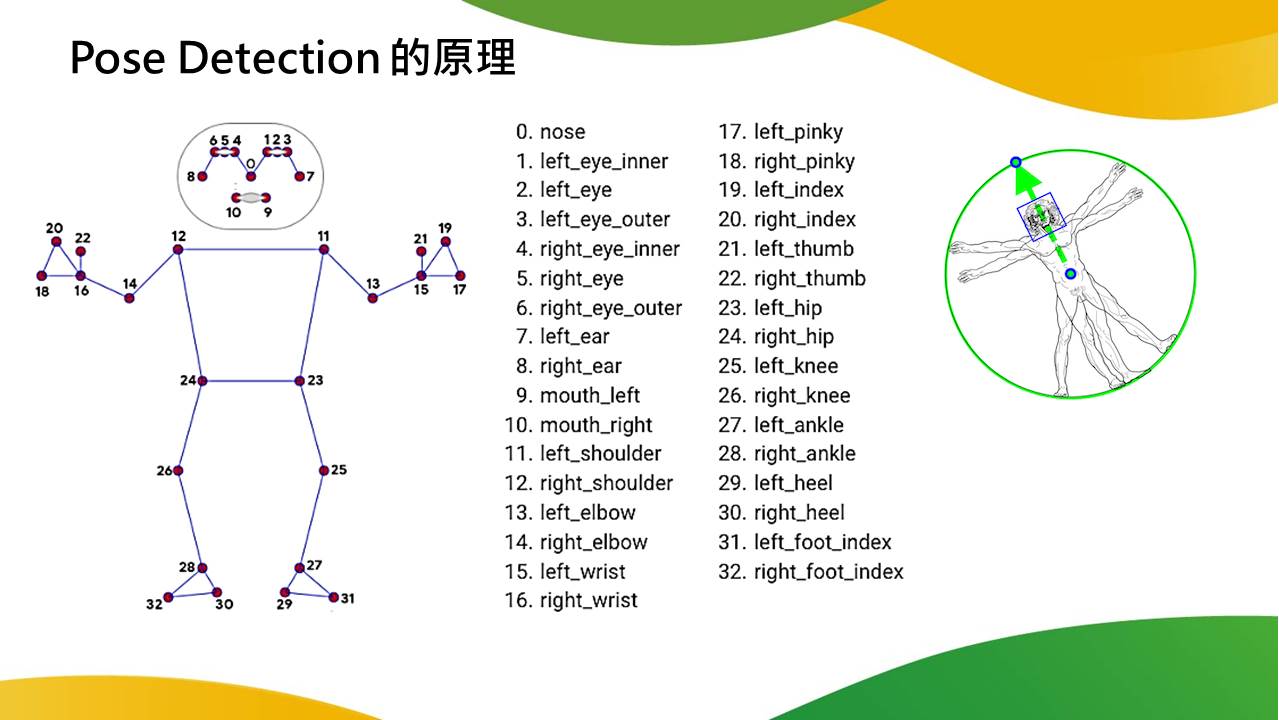 Pose Detection 的原理
6 5 4 1 2 3
0
8 7
10 9
20 22 12 11 21 19
18 16 14 13 15 17
24 23
26 25
28 27
32 30 29 31
0. nose
1. left_eye_inner
2. left_eye
3. left_eye_outer
4. right_eye_inner
5. right_eye
6. right_eye_outer
7. left_ear
8. right_ear
9. mouth_left
10. mouth_right
11. left_shoulder
12. right_shoulder
13. left_elbow
14. right_elbow
15. left_wrist
16. right_wrist
17. left_pinky
18. right_pinky
19. left_index
20. right_index
21. left_thumb
22. right_thumb
23. left_hip
24. right_hip
25. left_knee
26. right_knee
27. left_ankle
28. right_ankle
29. left_heel
30. right_heel
31. left_foot_index
32. right_foot_index